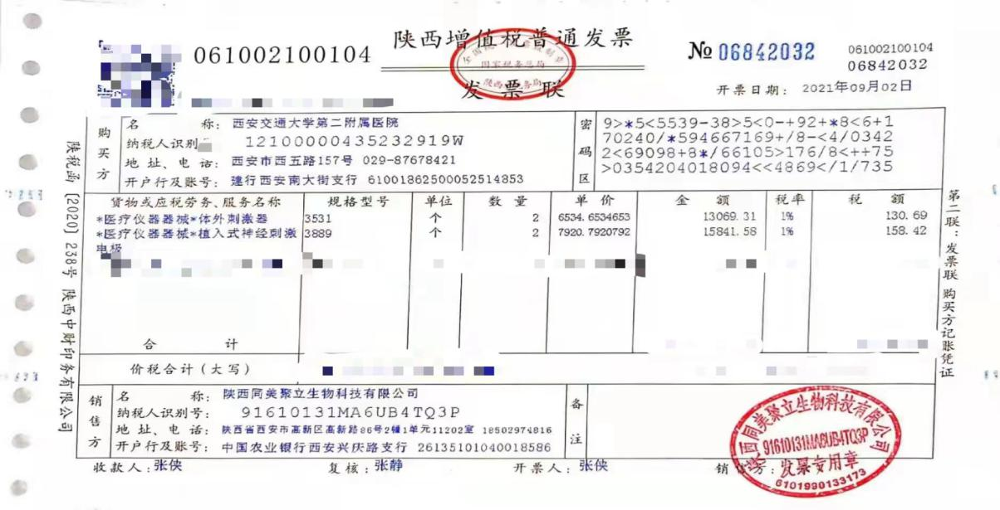 陕西增值税普通发票
061002100104
№ 06842032
061002100104
06842032
发票联
开票日期: 2021年09月02日
购买方
名 称: 西安交通大学第二附属医院
纳税人识别 12100000435232919W
地址、电话: 西安市西五路157号 029-87678421
开户行及账号: 建行西安南大街支行 61001862500052514853
密码区
9>*5<5539-38>5<0-+92+*8<6+1
70240/*594667169+/8-<4/0342
2<69098+8*/66105>176/8<++75
>0354204018094<<4869</1/735
货物或应税劳务、服务名称 规格型号 单位 数量 单价 金额 税率 税额
*医疗仪器器械*体外刺激器 3531 个 2 6534.6534653 13069.31 1% 130.69
*医疗仪器器械*植入式神经刺激 3889 个 2 7920.7920792 15841.58 1% 158.42
电极
合计
价税合计(大写)
销售方
名 称: 陕西同美聚立生物科技有限公司
纳税人识别号: 91610131MA6UB4TQ3P
地址、电话: 陕西省西安市高新区高新路86号2幢1单元11202室 18502974816
开户行及账号: 中国农业银行西安兴庆路支行 26135101040018586
备注
收款人: 张侠 复核: 张静 开票人: 张侠 销 方:
陕西同美聚立生物科技有限公司
91610131MA6UB4TQ3P
发票专用章
6101990133173
国家税务总局
陕税函〔2020〕238号 陕西中财印务有限公司
第二联:发票联 购买方记账凭证